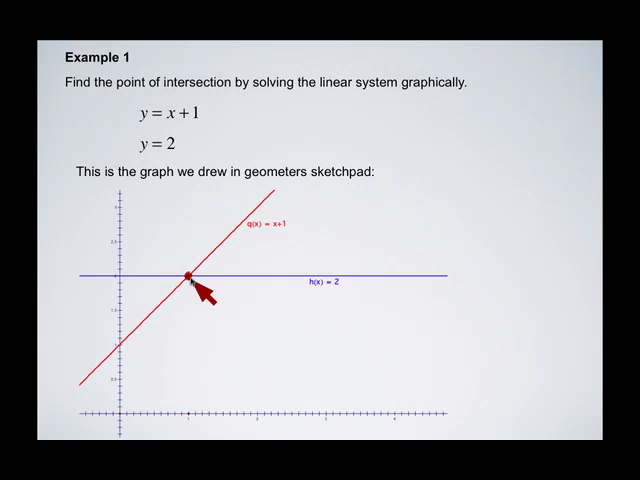 Example 1
Find the point of intersection by solving the linear system graphically.
y = x + 1
y = 2
This is the graph we drew in geometers sketchpad:
3
q(x) = x+1
2.5
2
h(x) = 2
1.5
1
0.5
1 2 3 4